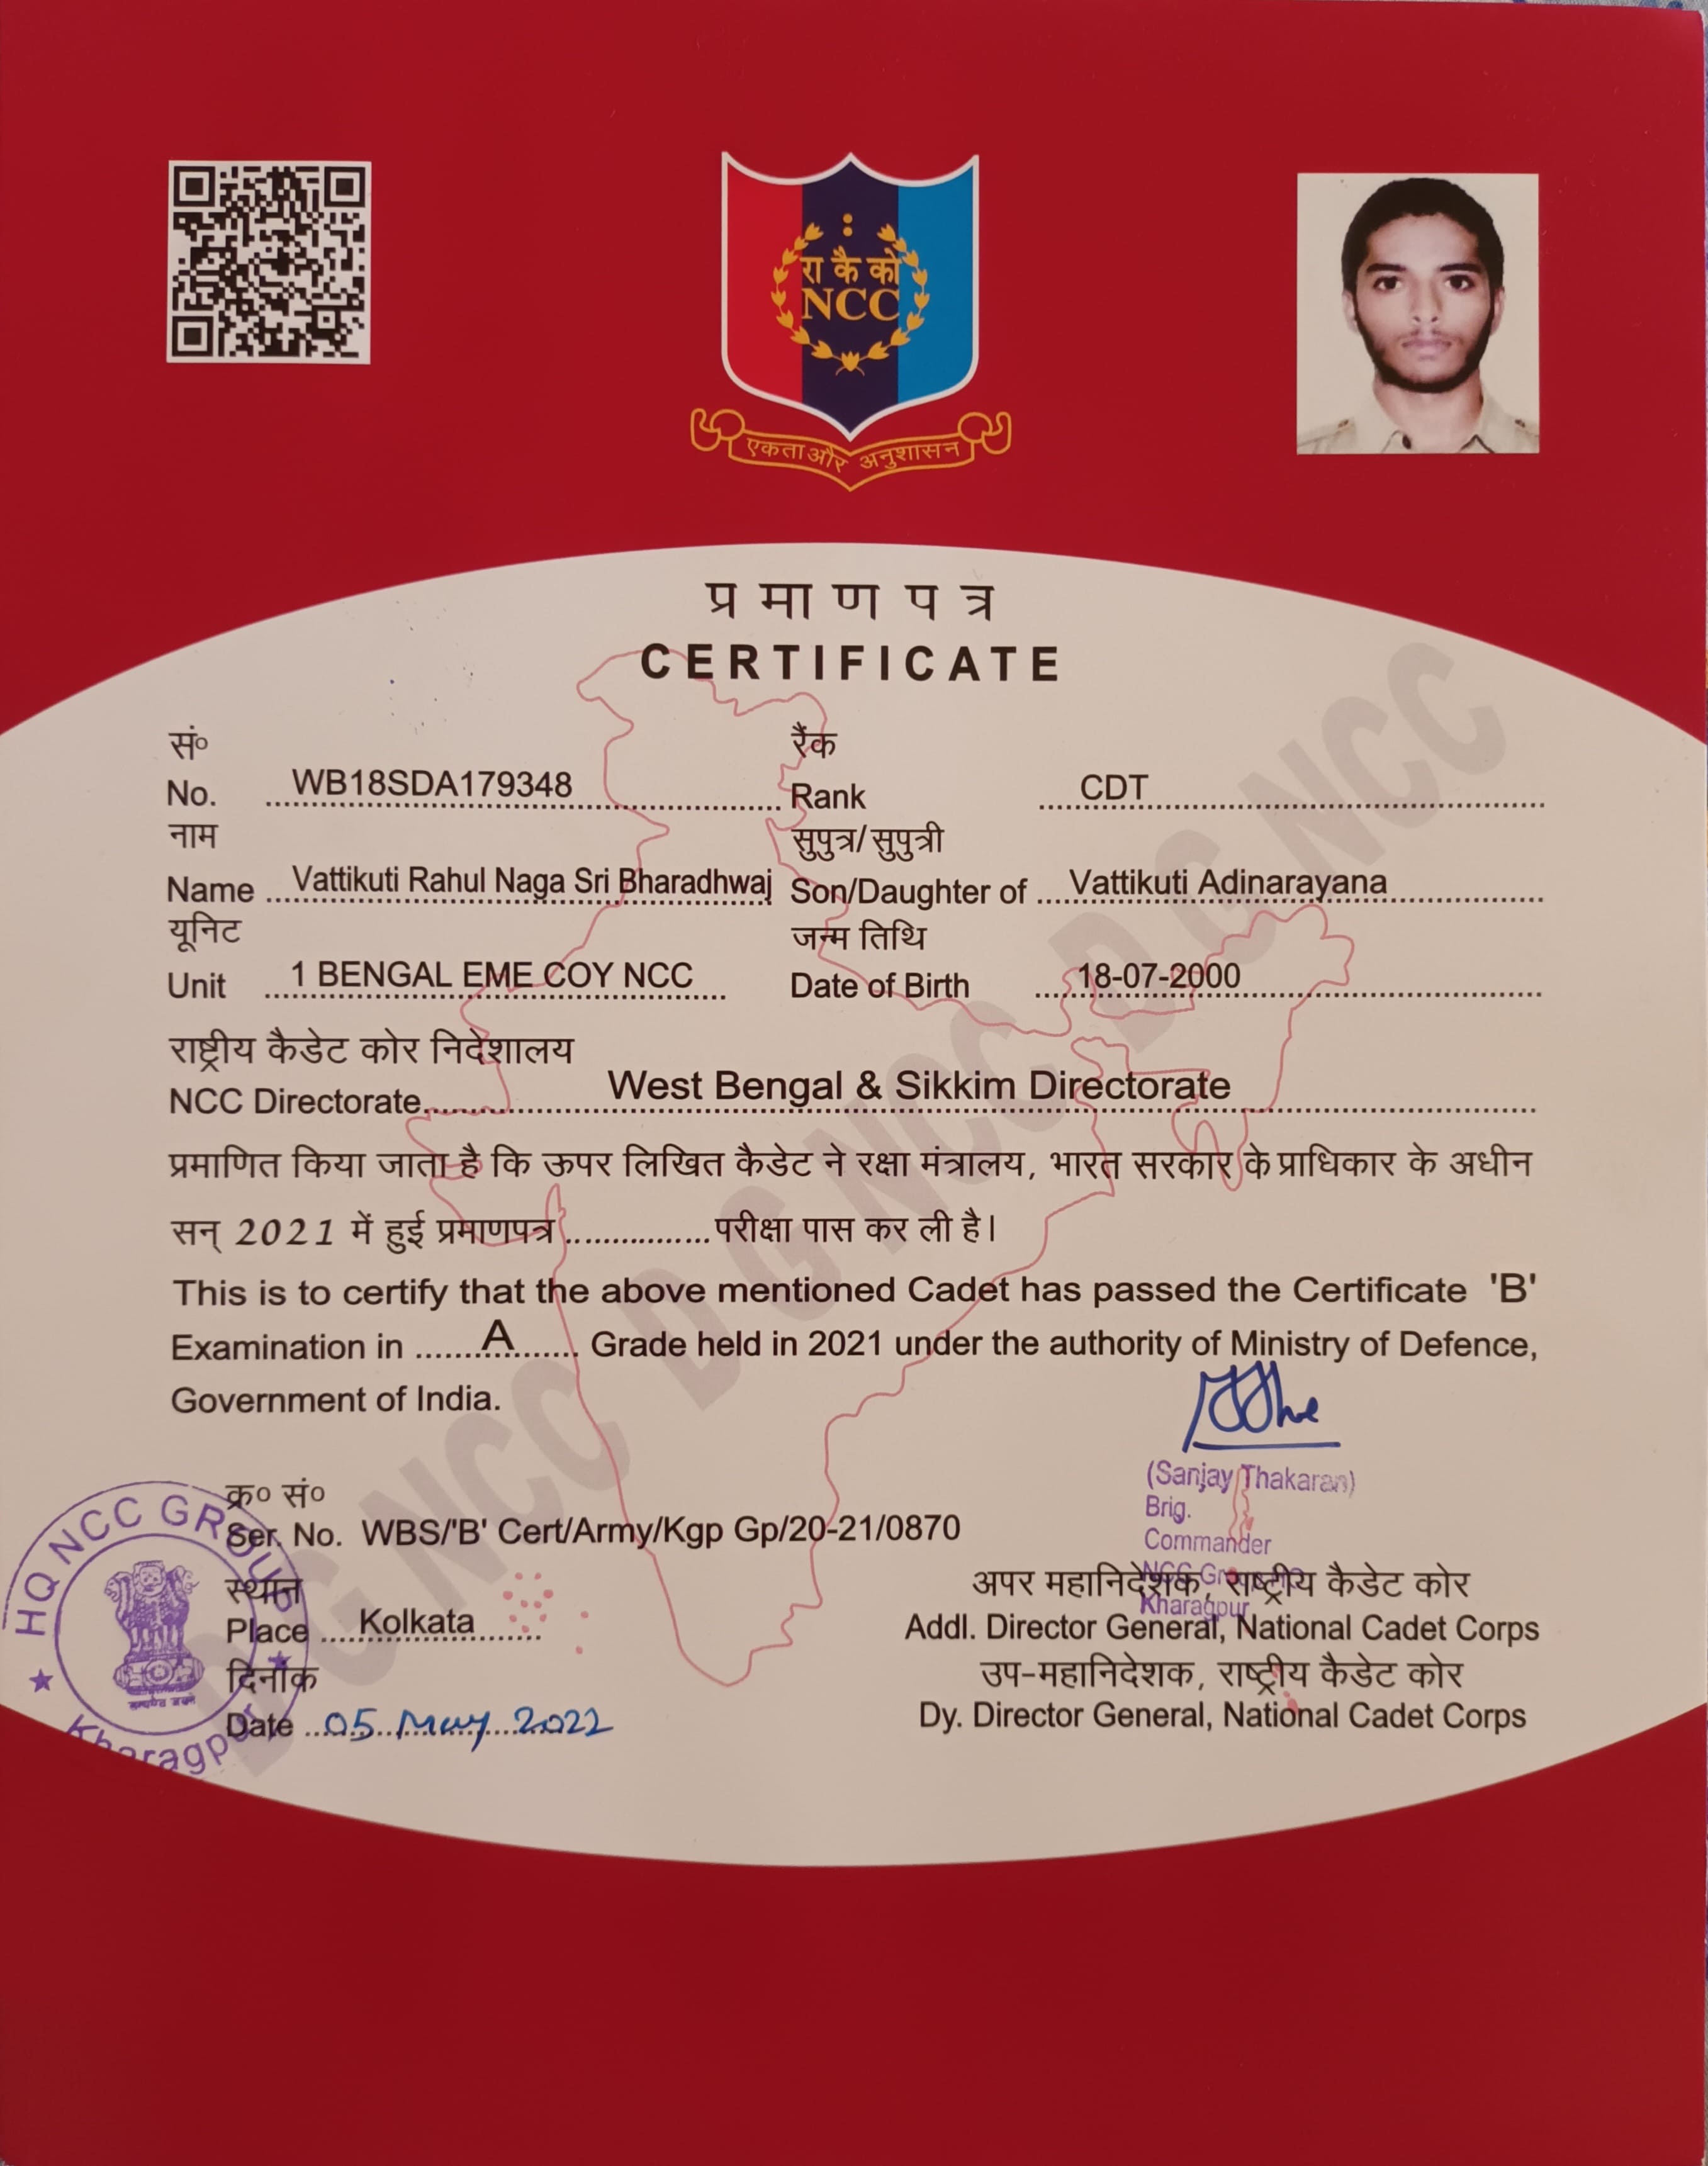 रा कै को
NCC
एकता और अनुशासन
प्रमाणपत्र
CERTIFICATE
सं०
No. WB18SDA179348
रैंक
Rank CDT
नाम
Name Vattikuti Rahul Naga Sri Bharadhwaj
सुपुत्र/सुपुत्री
Son/Daughter of Vattikuti Adinarayana
यूनिट
Unit 1 BENGAL EME COY NCC
जन्म तिथि
Date of Birth 18-07-2000
राष्ट्रीय कैडेट कोर निदेशालय
NCC Directorate West Bengal & Sikkim Directorate
प्रमाणित किया जाता है कि ऊपर लिखित कैडेट ने रक्षा मंत्रालय, भारत सरकार के प्राधिकार के अधीन
सन् 2021 में हुई प्रमाणपत्र ............... परीक्षा पास कर ली है।
This is to certify that the above mentioned Cadet has passed the Certificate 'B'
Examination in A Grade held in 2021 under the authority of Ministry of Defence,
Government of India.
(Sanjay Thakaran)
Brig.
Commander
NCC Group
Kharagpur
क्र० सं०
Ser. No. WBS/'B' Cert/Army/Kgp Gp/20-21/0870
स्थान
Place Kolkata
दिनाँक
Date 05 May 2022
अपर महानिदेशक, राष्ट्रीय कैडेट कोर
Addl. Director General, National Cadet Corps
उप-महानिदेशक, राष्ट्रीय कैडेट कोर
Dy. Director General, National Cadet Corps
HQ NCC GROUP
Kharagpur
D G NCC D G NCC D G NCC